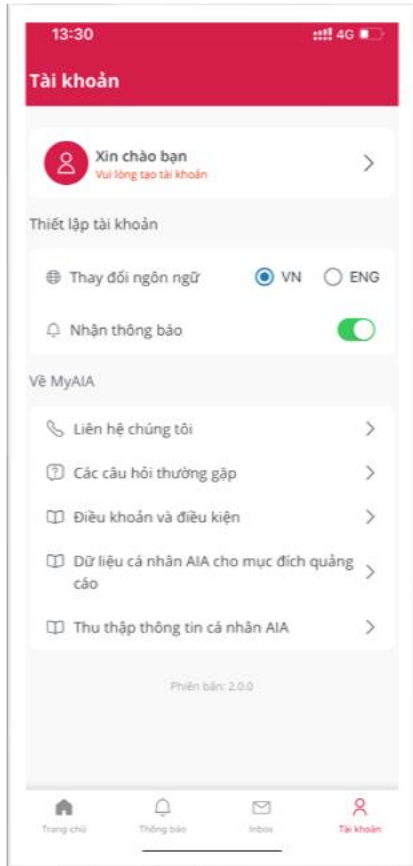 13:30 4G
Tài khoản
Xin chào bạn
Vui lòng tạo tài khoản
Thiết lập tài khoản
Thay đổi ngôn ngữ VN ENG
Nhận thông báo
Về MyAIA
Liên hệ chúng tôi
? Các câu hỏi thường gặp
Điều khoản và điều kiện
Dữ liệu cá nhân AIA cho mục đích quảng
cáo
Thu thập thông tin cá nhân AIA
Phiên bản: 2.0.0
Trang chủ Thông báo Inbox Tài khoản